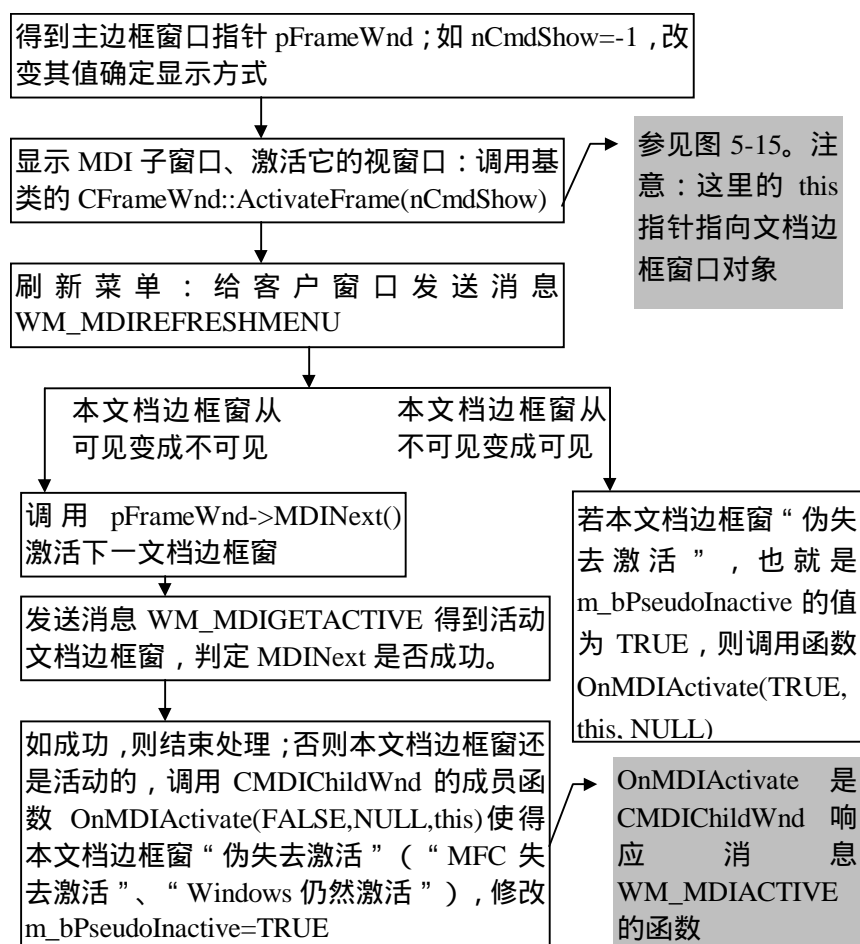 得到主边框窗口指针 pFrameWnd；如 nCmdShow=-1，改
变其值确定显示方式
显示 MDI 子窗口、激活它的视窗口：调用基
类的 CFrameWnd::ActivateFrame(nCmdShow)
参见图 5-15。注
意：这里的 this
指针指向文档边
框窗口对象
刷新菜单：给客户窗口发送消息
WM_MDIREFRESHMENU
本文档边框窗从
可见变成不可见
本文档边框窗从
不可见变成可见
调用 pFrameWnd->MDINext()
激活下一文档边框窗
发送消息 WM_MDIGETACTIVE 得到活动
文档边框窗，判定 MDINext 是否成功。
若本文档边框窗“伪失
去激活”，也就是
m_bPseudoInactive 的值
为 TRUE，则调用函数
OnMDIActivate(TRUE,
this, NULL)
如成功，则结束处理；否则本文档边框窗还
是活动的，调用 CMDIChildWnd 的成员函
数 OnMDIActivate(FALSE,NULL,this)使得
本文档边框窗“伪失去激活”（“MFC 失
去激活”、“Windows 仍然激活”），修改
m_bPseudoInactive=TRUE
OnMDIActivate 是
CMDIChildWnd 响
应消息
WM_MDIACTIVE
的函数